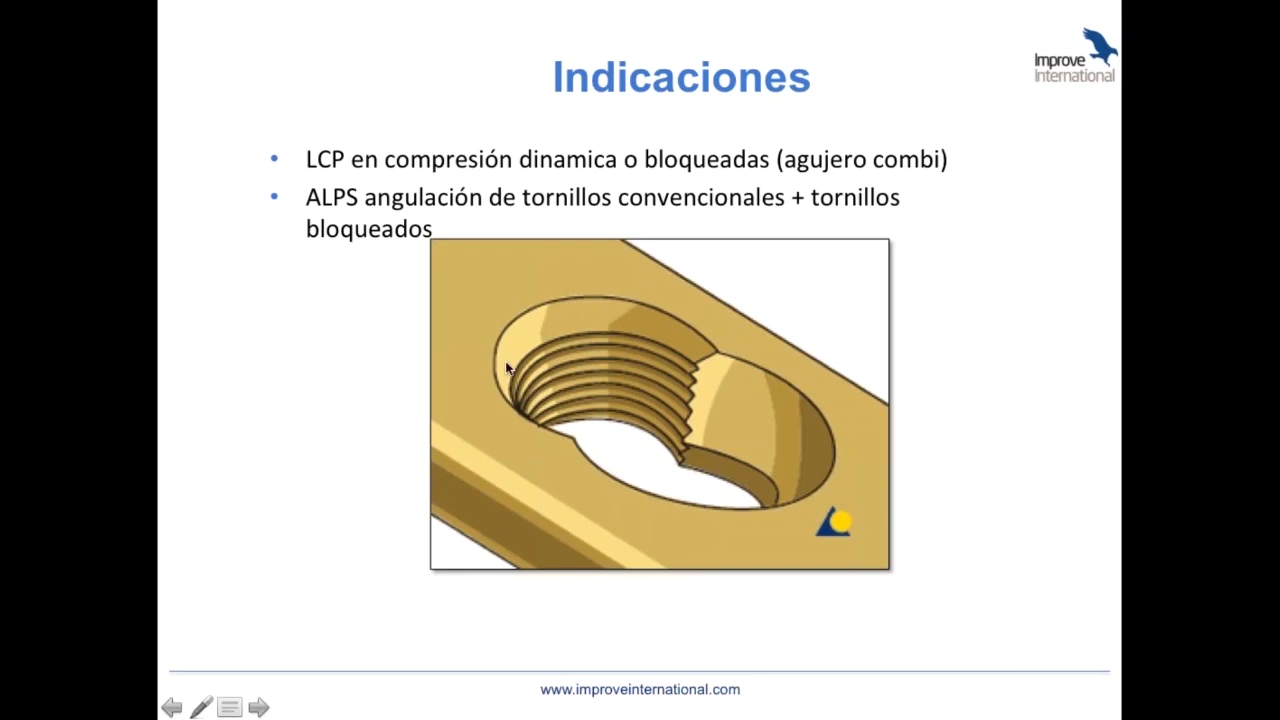 Indicaciones
Improve
International
• LCP en compresión dinamica o bloqueadas (agujero combi)
• ALPS angulación de tornillos convencionales + tornillos
bloqueados
www.improveinternational.com